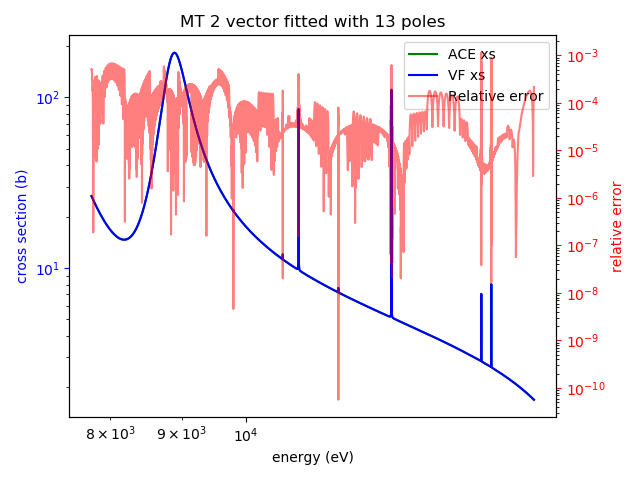 MT 2 vector fitted with 13 poles
ACE xs
VF xs
Relative error
cross section (b)
10²
10¹
relative error
10⁻³
10⁻⁴
10⁻⁵
10⁻⁶
10⁻⁷
10⁻⁸
10⁻⁹
10⁻¹⁰
8 × 10³
9 × 10³
10⁴
energy (eV)